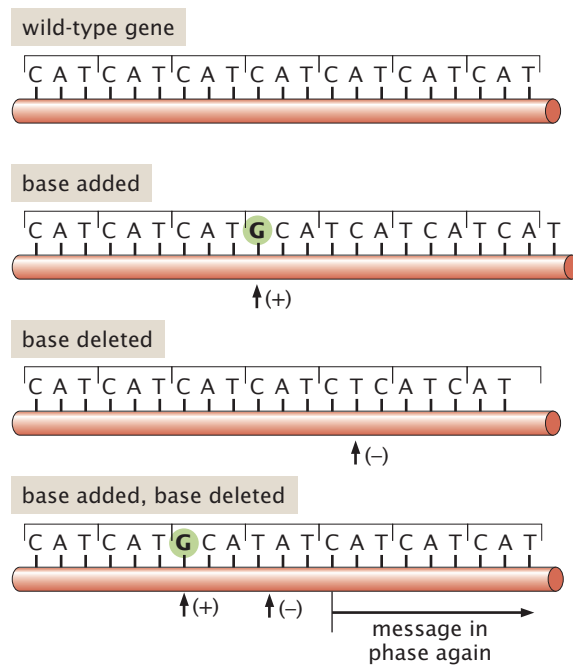 wild-type gene
C A T C A T C A T C A T C A T C A T C A T
base added
C A T C A T C A T G C A T C A T C A T C A T
(+)
base deleted
C A T C A T C A T C A T C T C A T C A T
(–)
base added, base deleted
C A T C A T G C A T A T C A T C A T C A T
(+) (–)
message in
phase again